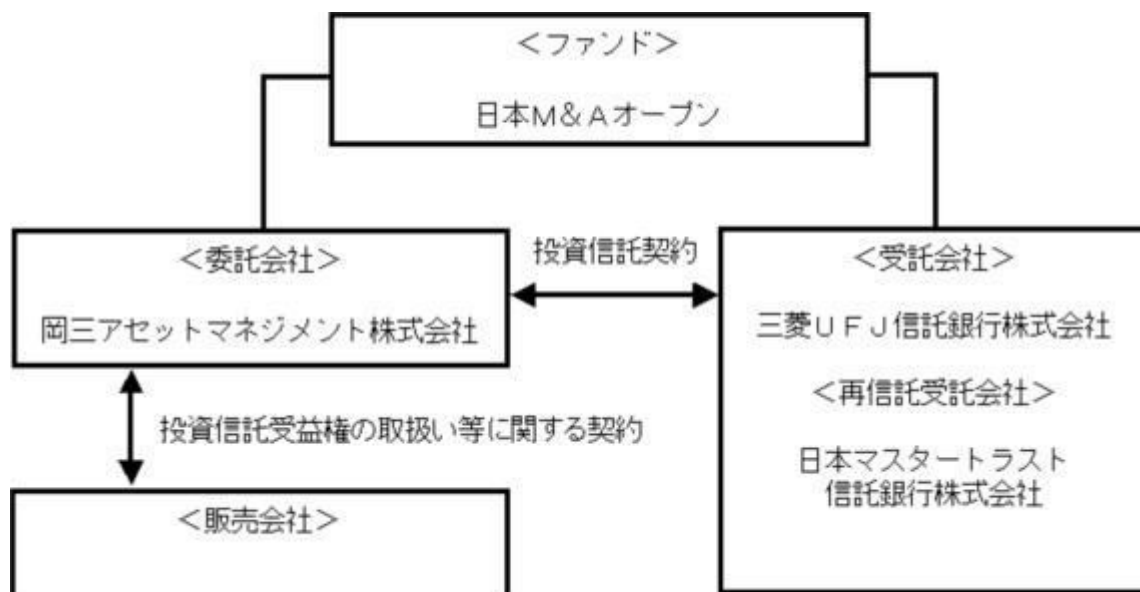 ＜ファンド＞
日本Ｍ＆Ａオープン
＜委託会社＞
岡三アセットマネジメント株式会社
投資信託契約
＜受託会社＞
三菱ＵＦＪ信託銀行株式会社
＜再信託受託会社＞
日本マスタートラスト
信託銀行株式会社
投資信託受益権の取扱い等に関する契約
＜販売会社＞